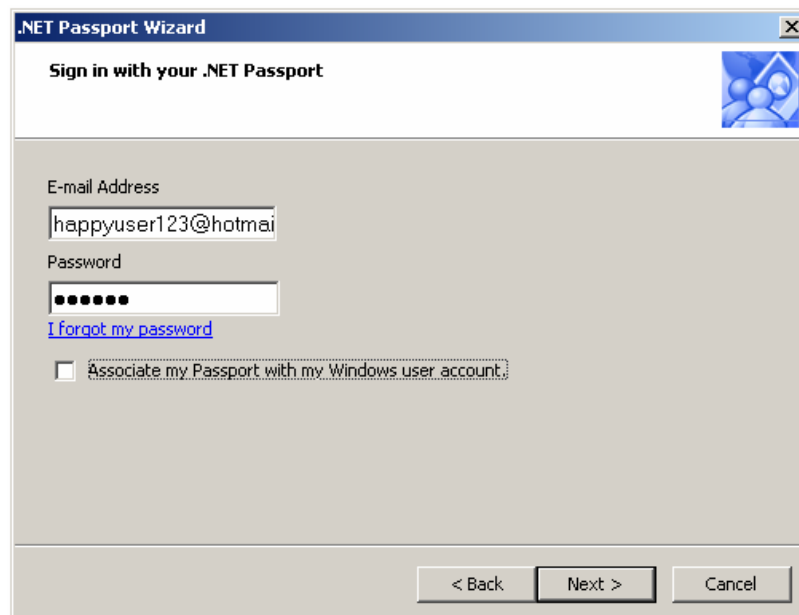 .NET Passport Wizard
Sign in with your .NET Passport
E-mail Address
happyuser123@hotmai
Password
I forgot my password
Associate my Passport with my Windows user account.
< Back Next > Cancel